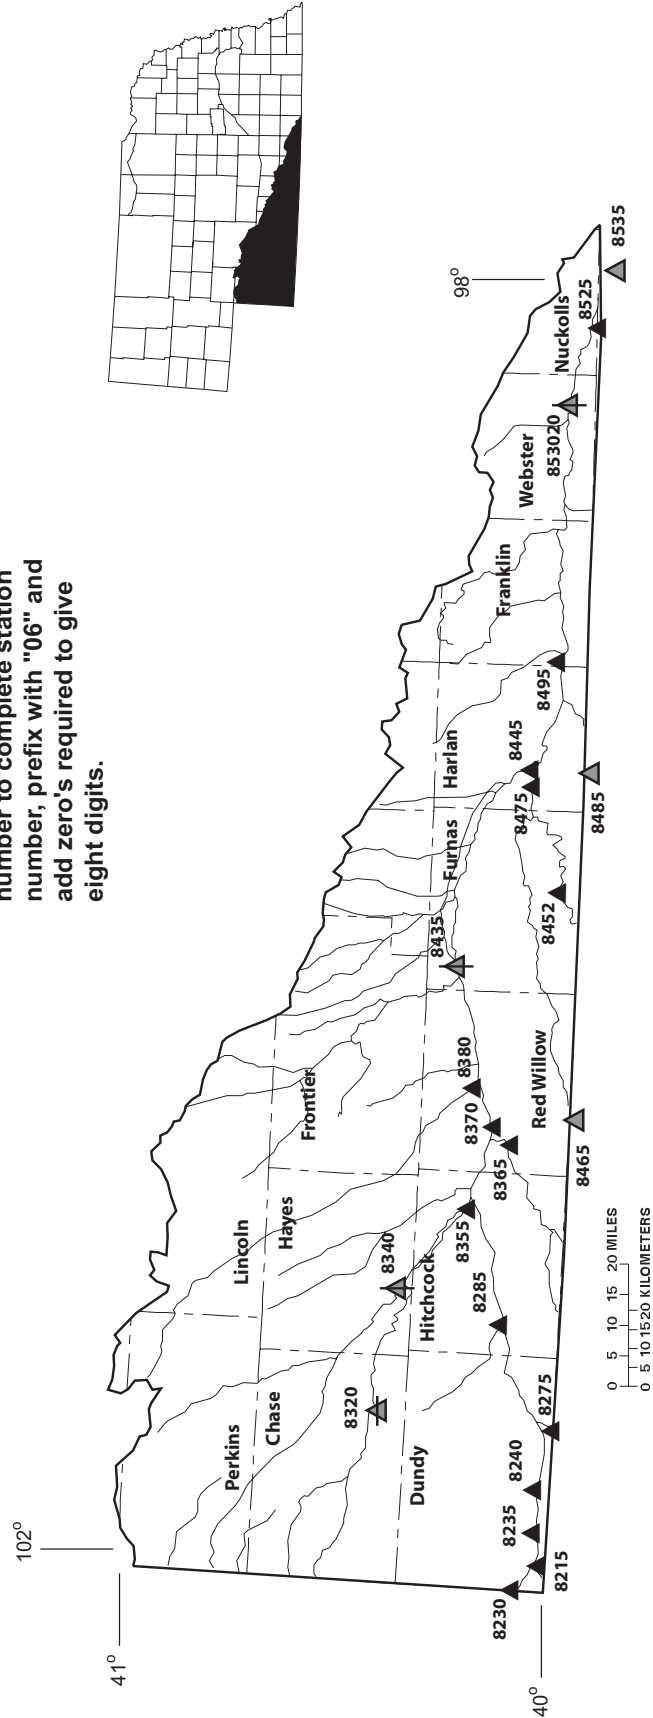 number to complete station
number, prefix with "06" and
add zero's required to give
eight digits.
102°
98°
41°
40°
Perkins
Lincoln
Chase
Hayes
Frontier
Dundy
Hitchcock
Red Willow
Furnas
Harlan
Franklin
Webster
Nuckolls
8230
8215
8235
8240
8275
8320
8285
8340
8355
8365
8370
8380
8465
8435
8452
8475
8445
8485
8495
853020
8525
8535
0 5 10 15 20 MILES
0 5 10 15 20 KILOMETERS